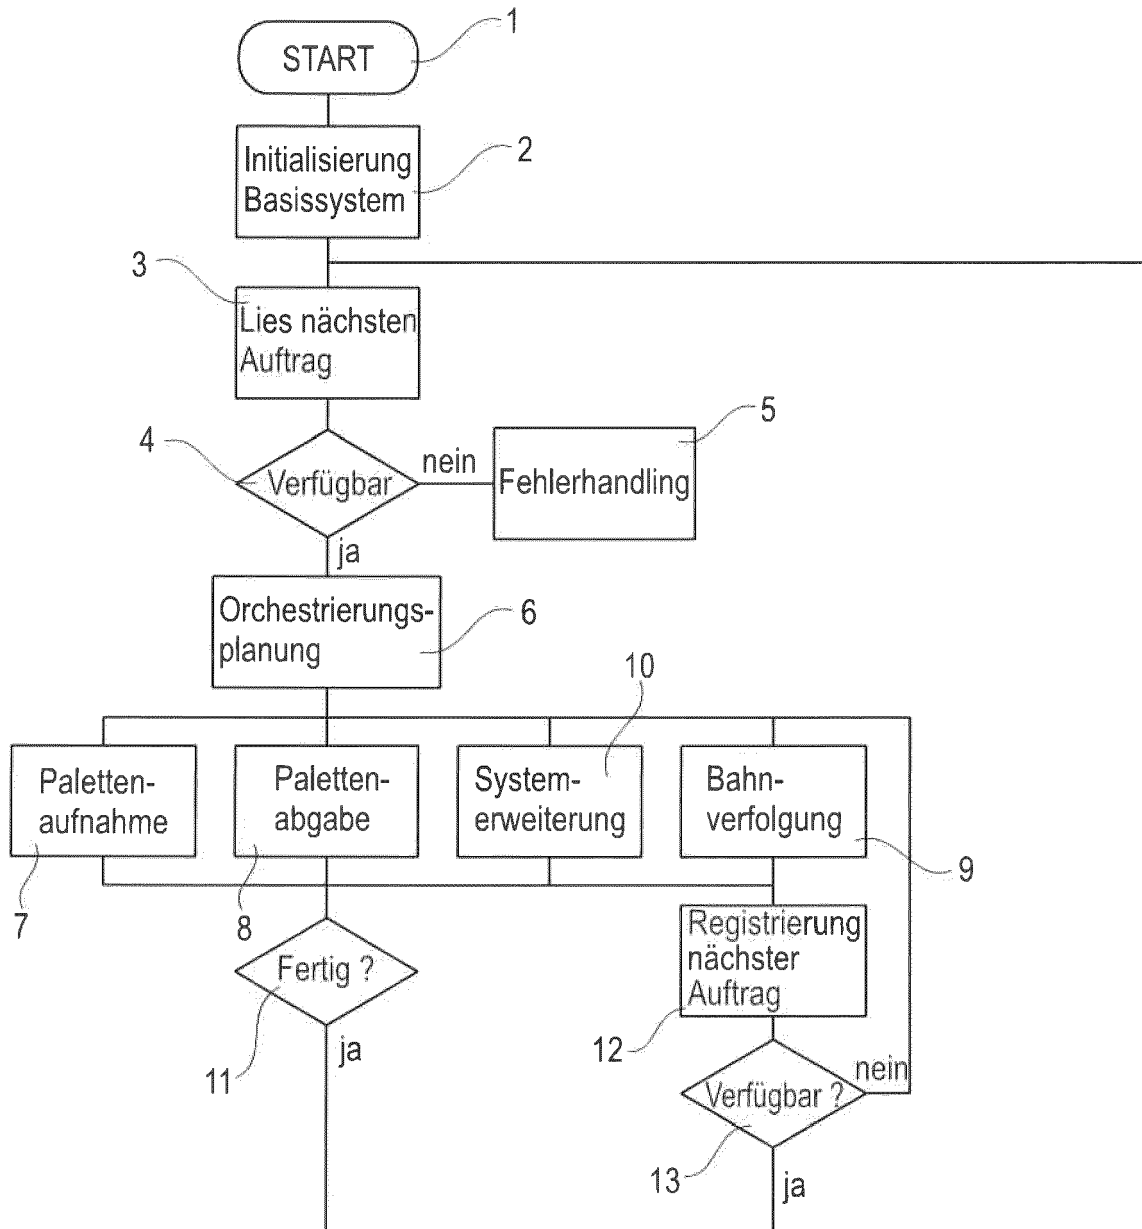 1
START
2
Initialisierung
Basissystem
3
Lies nächsten
Auftrag
4
Verfügbar
nein
5
Fehlerhandling
ja
Orchestrierungs-
planung
6
10
Paletten-
aufnahme
7
Paletten-
abgabe
8
System-
erweiterung
Bahn-
verfolgung
9
Fertig ?
11
ja
Registrierung
nächster
Auftrag
12
nein
Verfügbar ?
13
ja